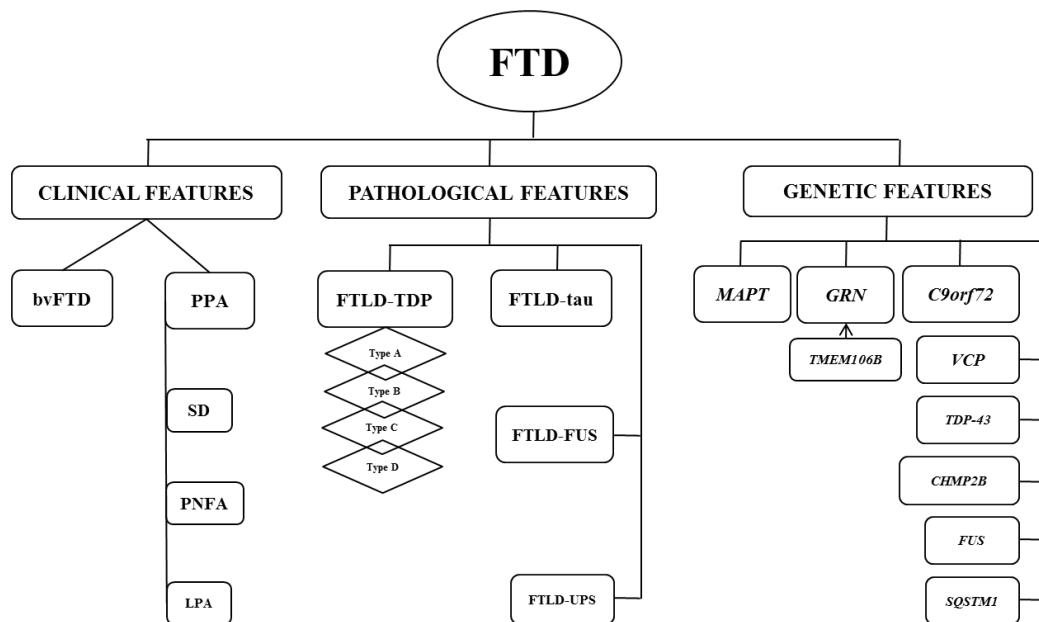 FTD
CLINICAL FEATURES
PATHOLOGICAL FEATURES
GENETIC FEATURES
bvFTD
PPA
FTLD-TDP
FTLD-tau
MAPT
GRN
C9orf72
Type A
TMEM106B
VCP
Type B
SD
Type C
FTLD-FUS
TDP-43
Type D
CHMP2B
PNFA
FUS
LPA
FTLD-UPS
SQSTM1